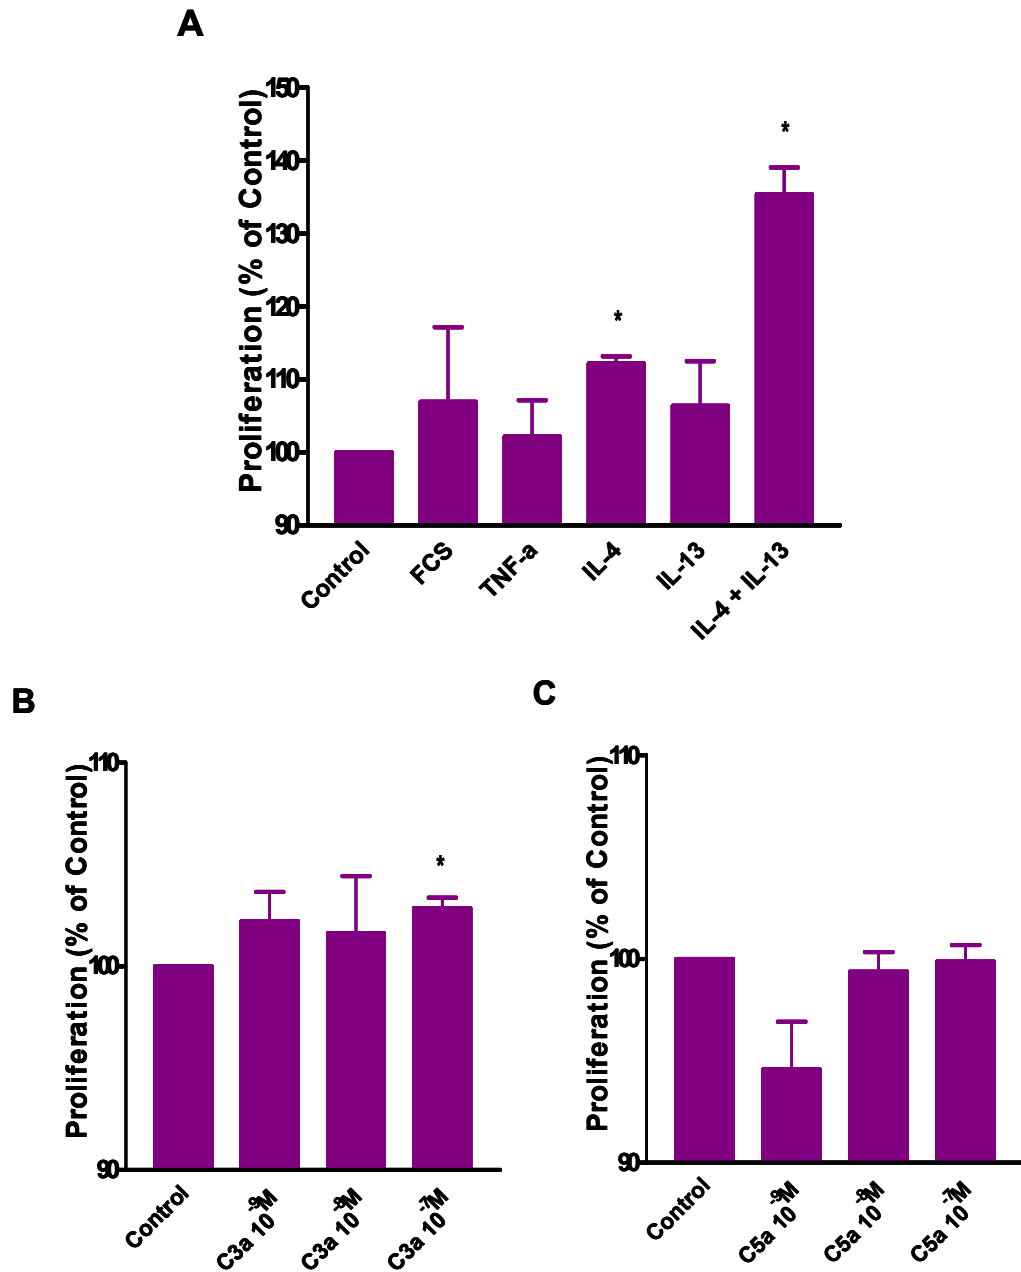 A
Proliferation (% of Control)
150
140
130
120
110
100
90
*
*
Control
FCS
TNF-a
IL-4
IL-13
IL-4 + IL-13
B
Proliferation (% of Control)
110
100
90
*
Control
C3a 10⁻⁹M
C3a 10⁻⁸M
C3a 10⁻⁷M
C
Proliferation (% of Control)
110
100
90
Control
C5a 10⁻⁹M
C5a 10⁻⁸M
C5a 10⁻⁷M